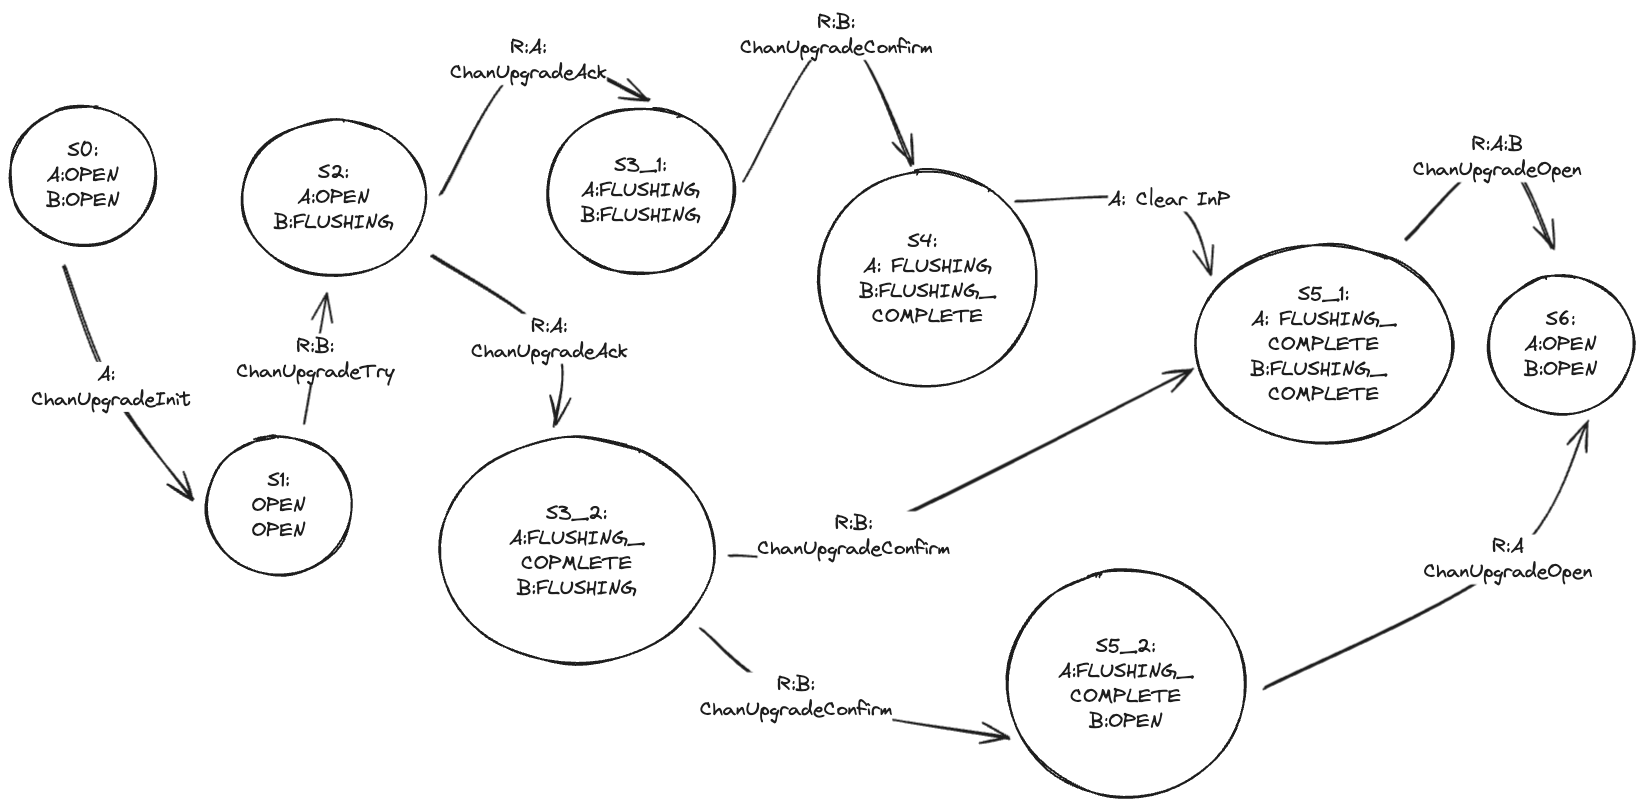 R:B:
ChanUpgradeConfirm
R:A:
ChanUpgradeAck
S0:
A:OPEN
B:OPEN
S2:
A:OPEN
B:FLUSHING
S3_1:
A:FLUSHING
B:FLUSHING
R:A:B
ChanUpgradeOpen
A: Clear InP
S4:
A: FLUSHING
B:FLUSHING_
COMPLETE
S5_1:
A: FLUSHING_
COMPLETE
B:FLUSHING_
COMPLETE
S6:
A:OPEN
B:OPEN
R:B:
ChanUpgradeTry
R:A:
ChanUpgradeAck
A:
ChanUpgradeInit
S1:
OPEN
OPEN
S3_2:
A:FLUSHING_
COPMLETE
B:FLUSHING
R:B:
ChanUpgradeConfirm
R:A
ChanUpgradeOpen
S5_2:
A:FLUSHING_
COMPLETE
B:OPEN
R:B:
ChanUpgradeConfirm